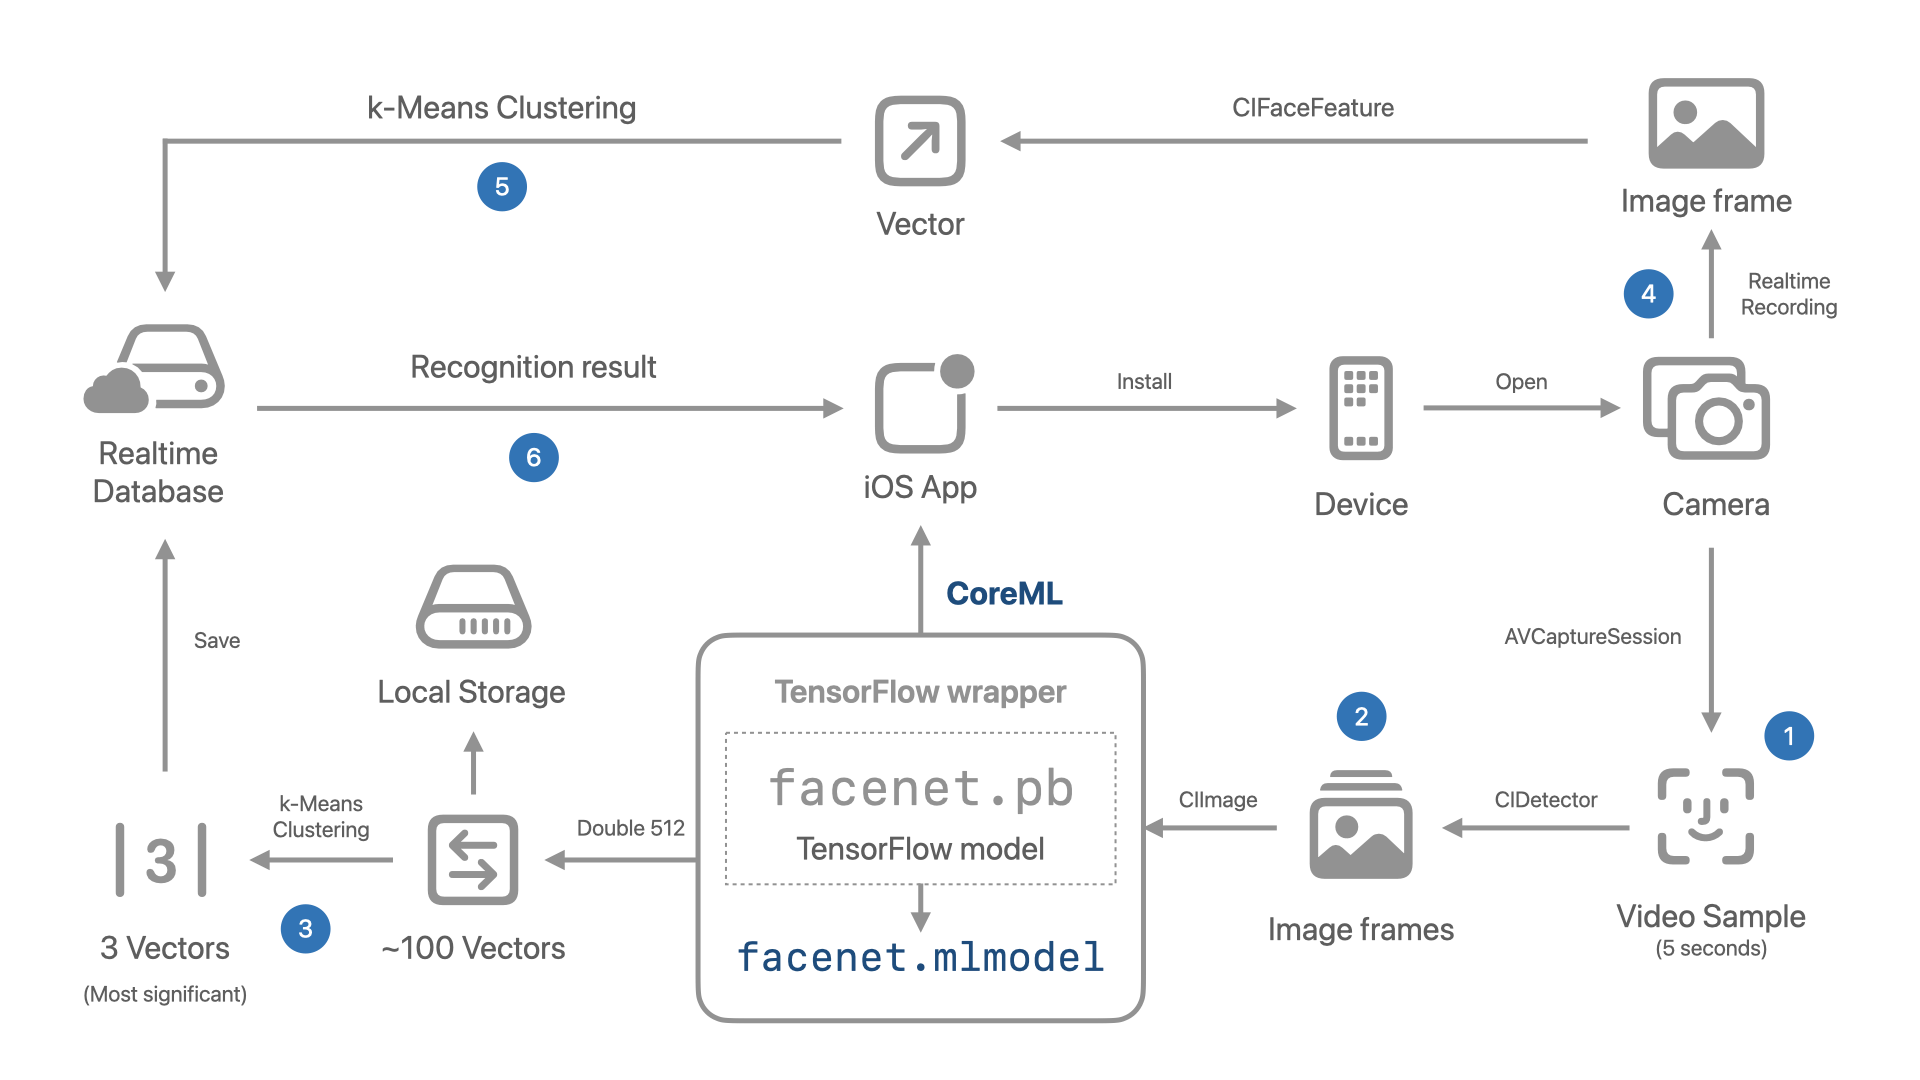 k-Means Clustering
5
Vector
CIFaceFeature
Image frame
4
Realtime
Recording
Realtime
Database
Recognition result
6
iOS App
Install
Device
Open
Camera
Save
Local Storage
CoreML
AVCaptureSession
1
2
TensorFlow wrapper
facenet.pb
TensorFlow model
facenet.mlmodel
CIImage
Image frames
CIDetector
Video Sample
(5 seconds)
Double 512
~100 Vectors
k-Means
Clustering
3
|3|
3 Vectors
(Most significant)